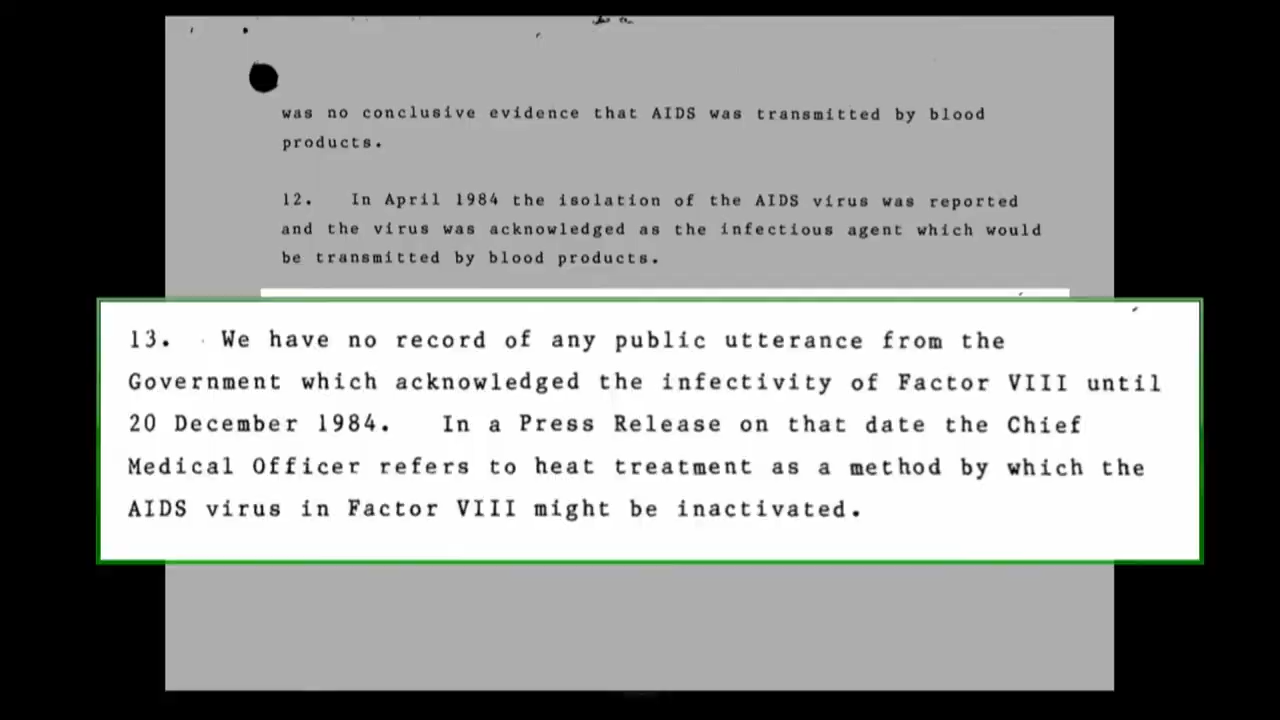 was no conclusive evidence that AIDS was transmitted by blood
products.
12. In April 1984 the isolation of the AIDS virus was reported
and the virus was acknowledged as the infectious agent which would
be transmitted by blood products.
13. We have no record of any public utterance from the
Government which acknowledged the infectivity of Factor VIII until
20 December 1984. In a Press Release on that date the Chief
Medical Officer refers to heat treatment as a method by which the
AIDS virus in Factor VIII might be inactivated.